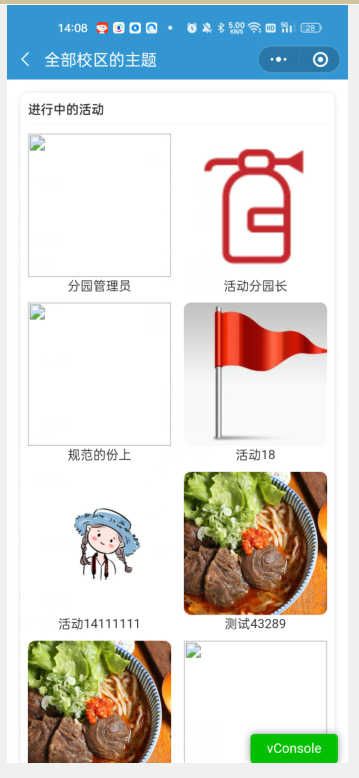 14:08 5.00 KB/S HD 5G 28
全部校区的主题
进行中的活动
分园管理员 活动分园长
规范的份上 活动18
活动14111111 测试43289
vConsole